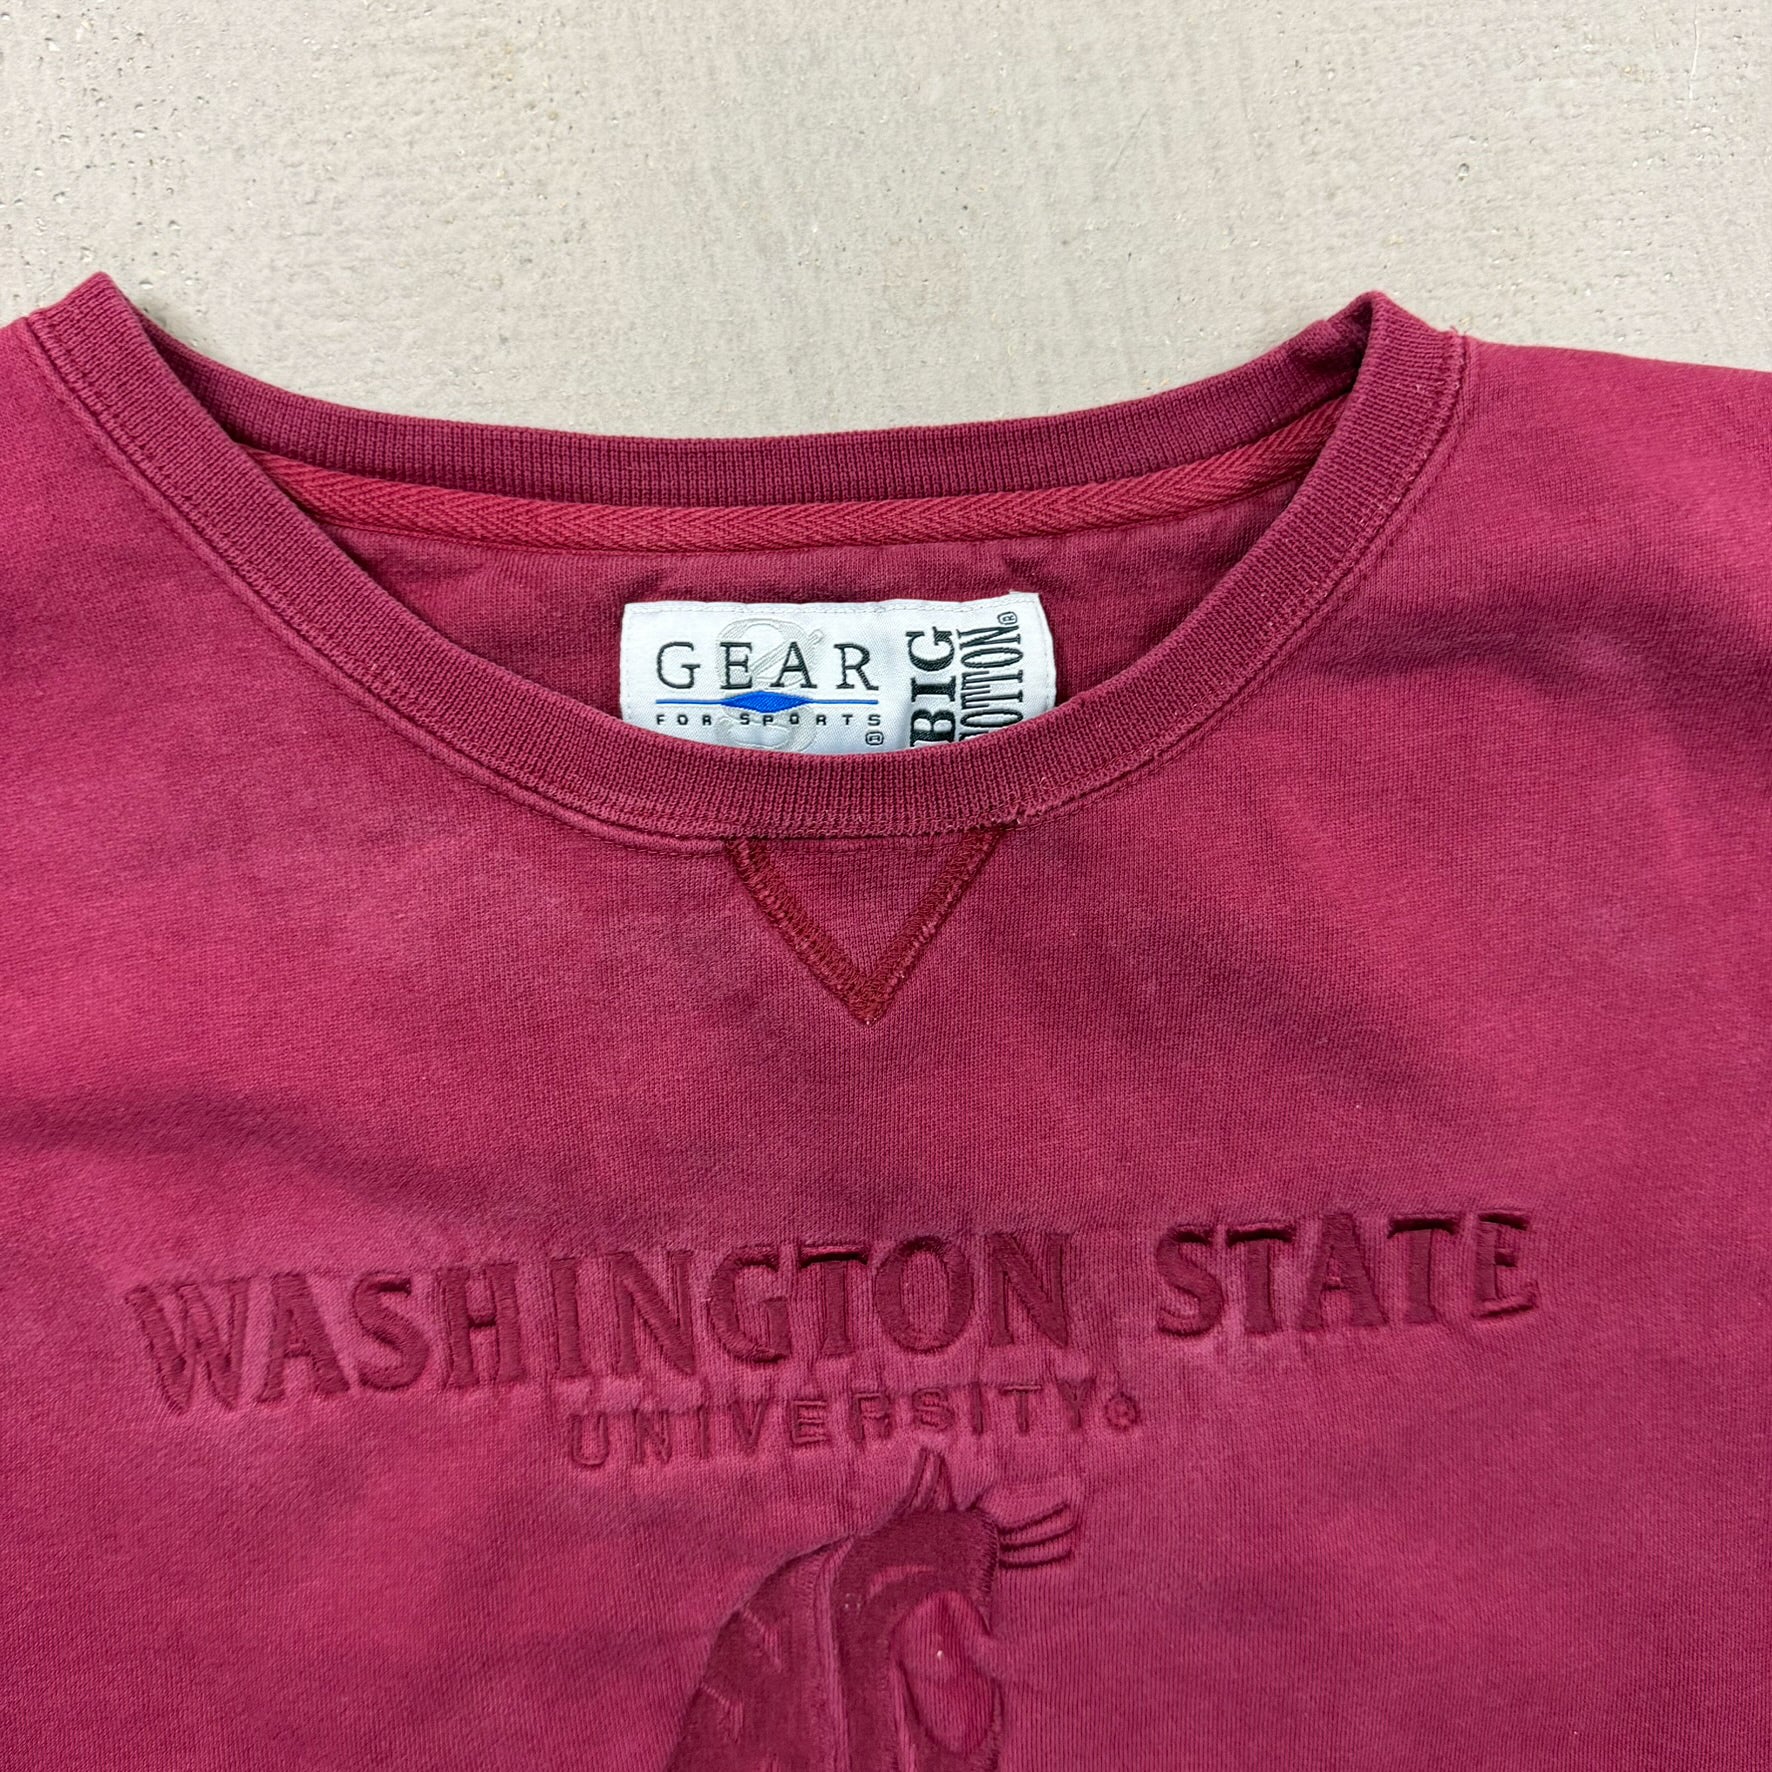 GEAR
FOR SPORTS
®
BIG
COTTON®
WASHINGTON STATE
UNIVERSITY®